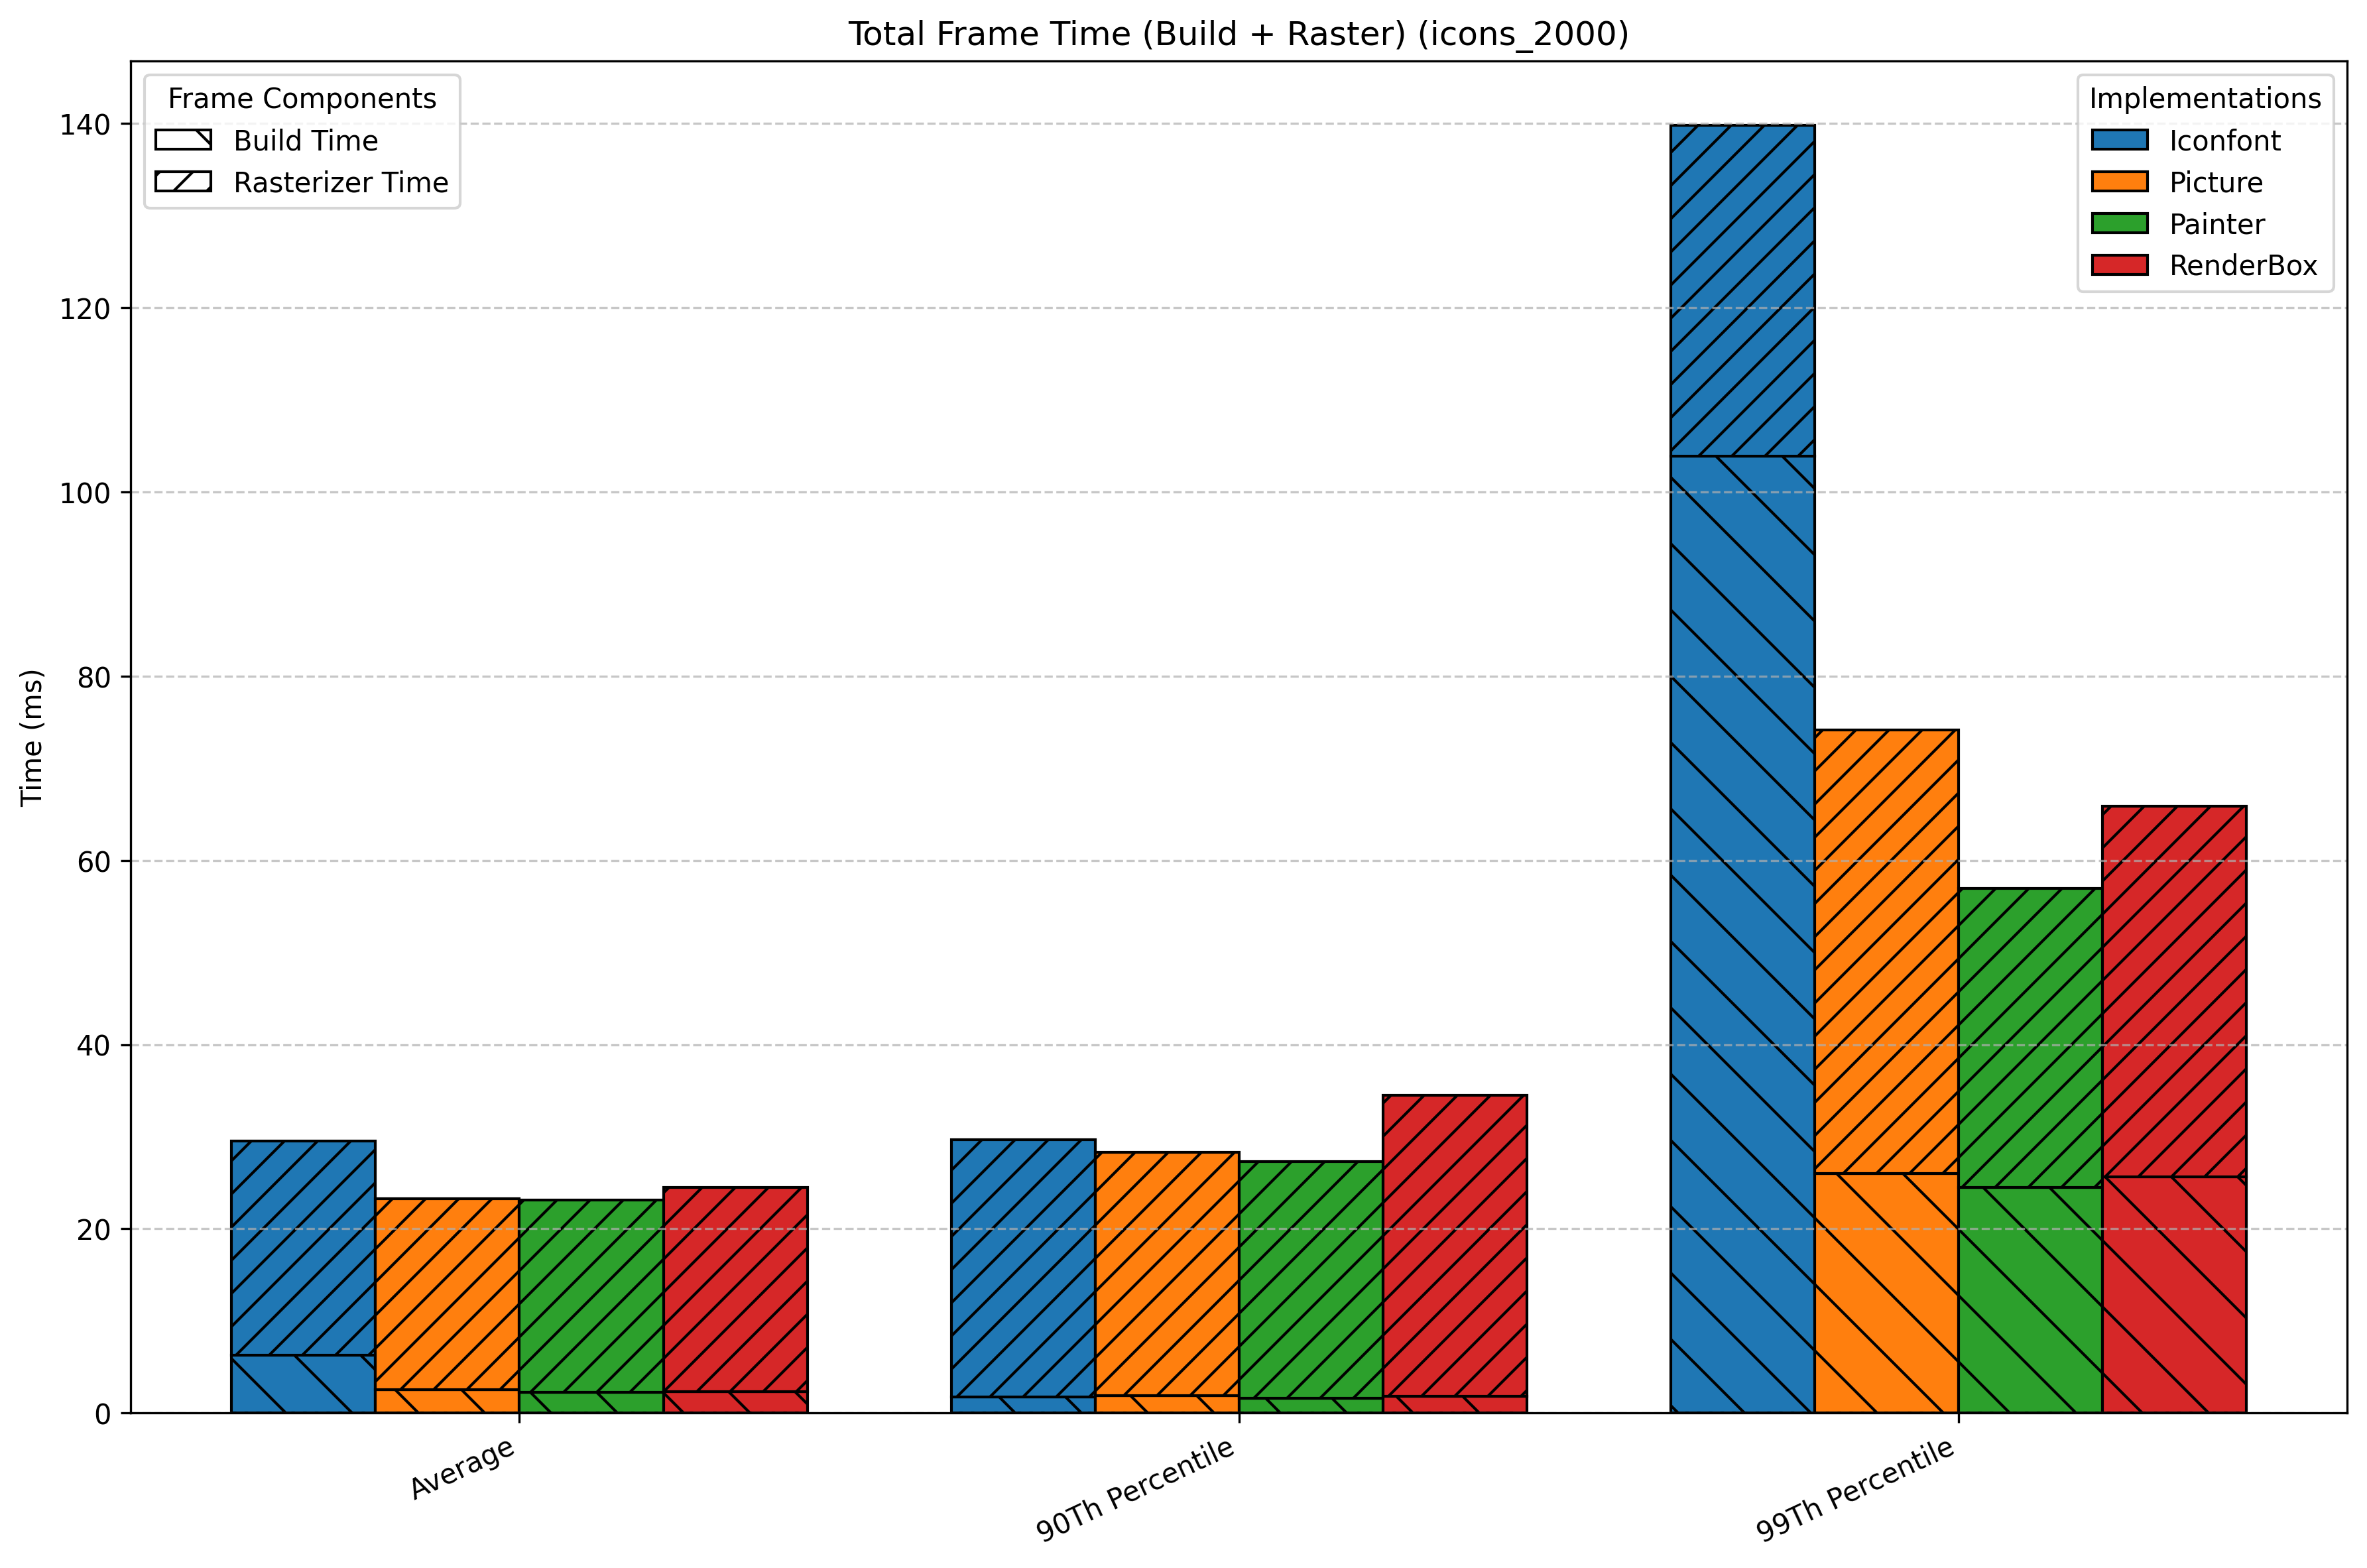 Total Frame Time (Build + Raster) (icons_2000)
Frame Components
Build Time
Rasterizer Time
Implementations
Iconfont
Picture
Painter
RenderBox
Time (ms)
140
120
100
80
60
40
20
0
Average
90Th Percentile
99Th Percentile